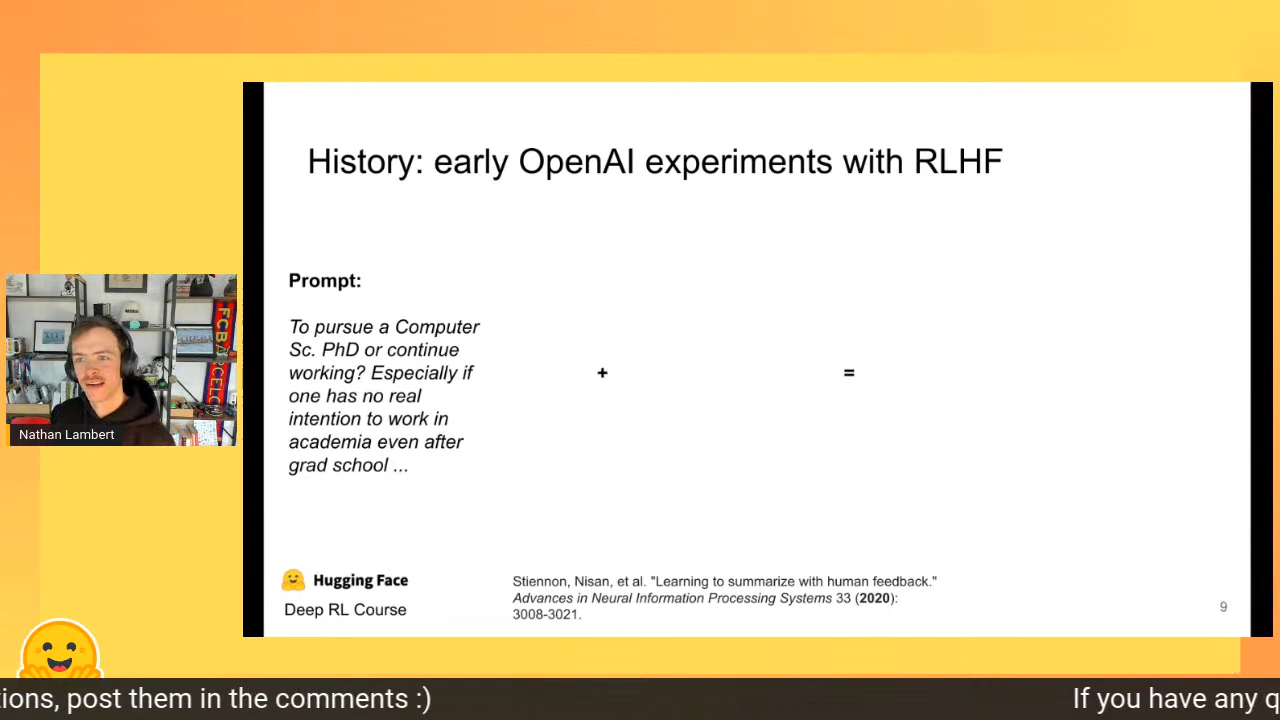 History: early OpenAI experiments with RLHF
Prompt:
To pursue a Computer
Sc. PhD or continue
working? Especially if
one has no real
intention to work in
academia even after
grad school ...
+
=
FCBARCELO
Nathan Lambert
Hugging Face
Deep RL Course
Stiennon, Nisan, et al. "Learning to summarize with human feedback."
Advances in Neural Information Processing Systems 33 (2020):
3008-3021.
9
tions, post them in the comments :)
If you have any q